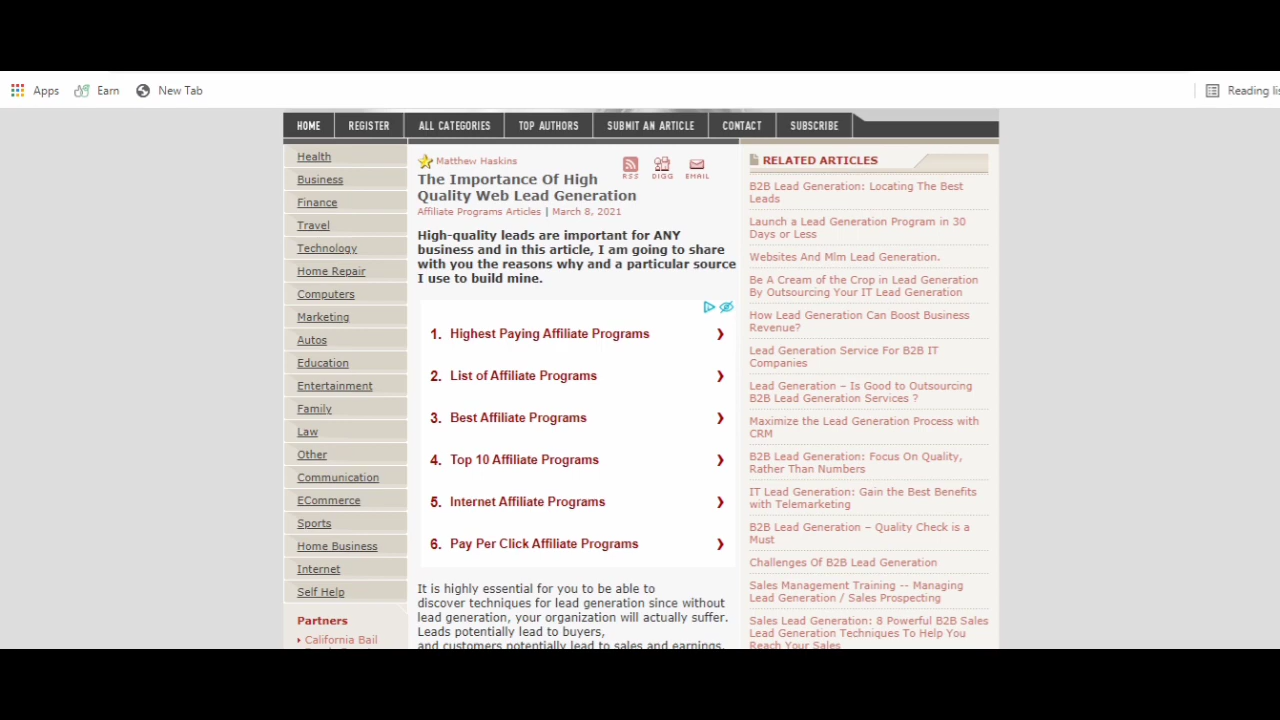 Apps Earn New Tab Reading lis
HOME REGISTER ALL CATEGORIES TOP AUTHORS SUBMIT AN ARTICLE CONTACT SUBSCRIBE
Health
Business
Finance
Travel
Technology
Home Repair
Computers
Marketing
Autos
Education
Entertainment
Family
Law
Other
Communication
ECommerce
Sports
Home Business
Internet
Self Help
Partners
California Bail
Matthew Haskins
RSS DIGG EMAIL
The Importance Of High
Quality Web Lead Generation
Affiliate Programs Articles | March 8, 2021
High-quality leads are important for ANY
business and in this article, I am going to share
with you the reasons why and a particular source
I use to build mine.
1. Highest Paying Affiliate Programs
2. List of Affiliate Programs
3. Best Affiliate Programs
4. Top 10 Affiliate Programs
5. Internet Affiliate Programs
6. Pay Per Click Affiliate Programs
It is highly essential for you to be able to
discover techniques for lead generation since without
lead generation, your organization will actually suffer.
Leads potentially lead to buyers,
and customers potentially lead to sales and earnings.
RELATED ARTICLES
B2B Lead Generation: Locating The Best
Leads
Launch a Lead Generation Program in 30
Days or Less
Websites And Mlm Lead Generation.
Be A Cream of the Crop in Lead Generation
By Outsourcing Your IT Lead Generation
How Lead Generation Can Boost Business
Revenue?
Lead Generation Service For B2B IT
Companies
Lead Generation – Is Good to Outsourcing
B2B Lead Generation Services ?
Maximize the Lead Generation Process with
CRM
B2B Lead Generation: Focus On Quality,
Rather Than Numbers
IT Lead Generation: Gain the Best Benefits
with Telemarketing
B2B Lead Generation – Quality Check is a
Must
Challenges Of B2B Lead Generation
Sales Management Training -- Managing
Lead Generation / Sales Prospecting
Sales Lead Generation: 8 Powerful B2B Sales
Lead Generation Techniques To Help You
Reach Your Sales